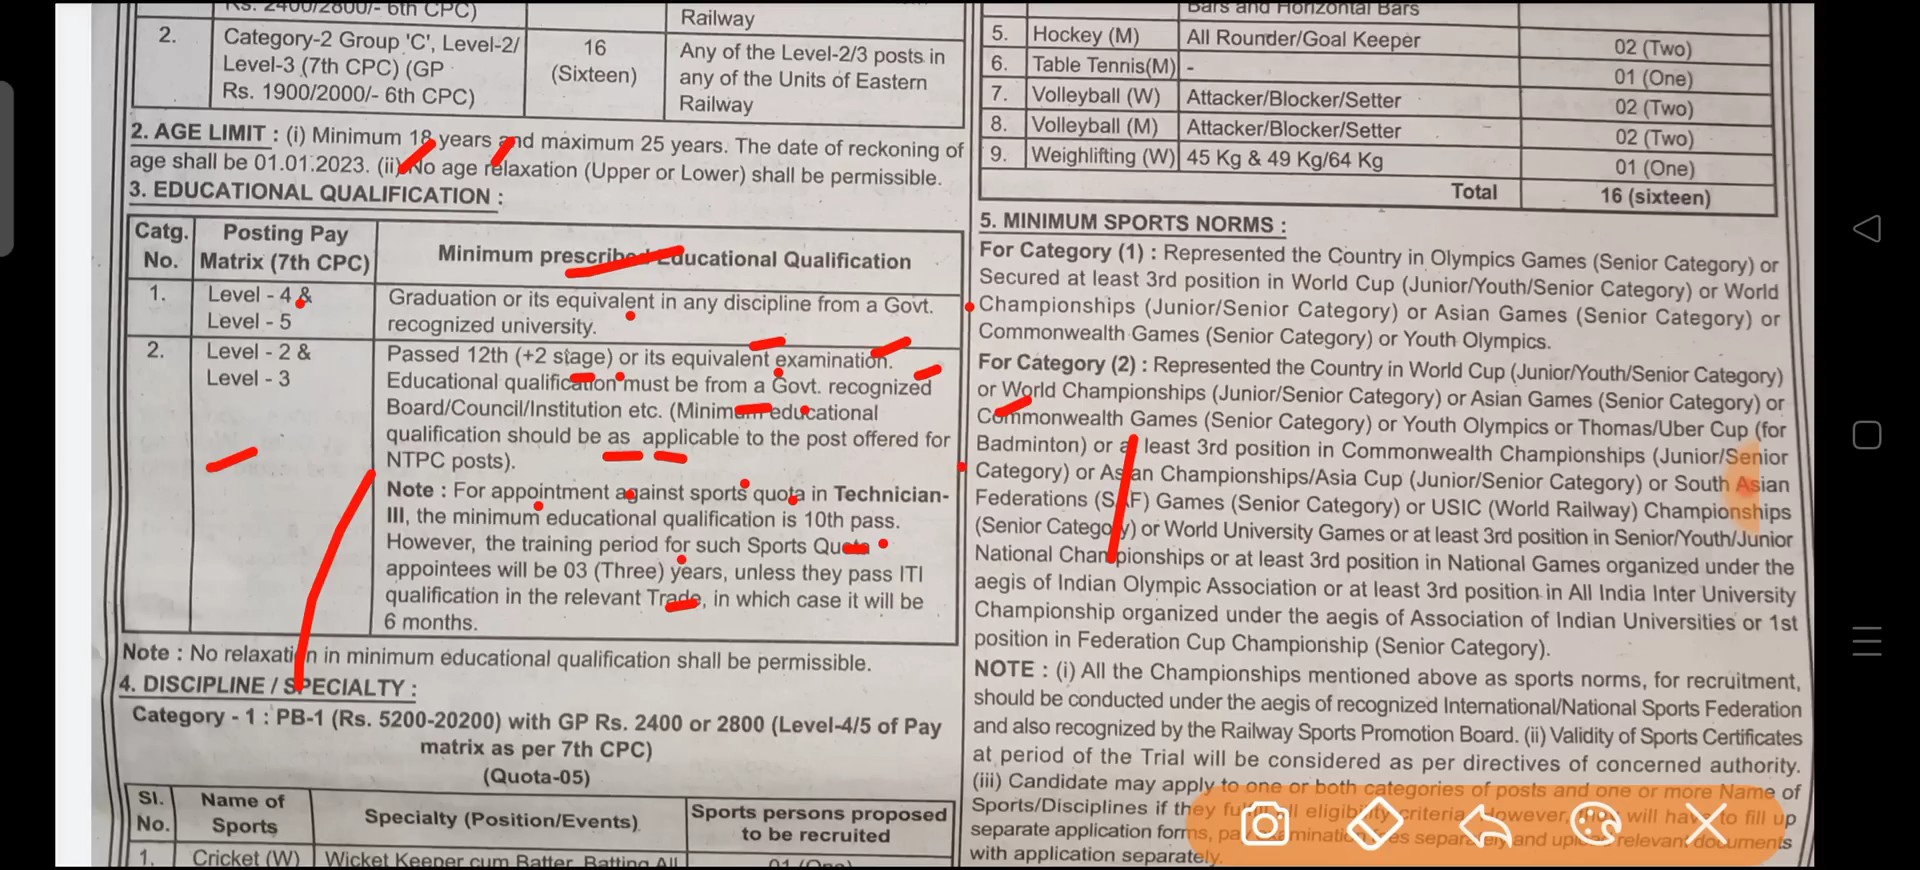 Rs. 2400/2800/- 6th CPC)
Railway
2.
Category-2 Group 'C', Level-2/
Level-3 (7th CPC) (GP
Rs. 1900/2000/- 6th CPC)
16
(Sixteen)
Any of the Level-2/3 posts in
any of the Units of Eastern
Railway
2. AGE LIMIT : (i) Minimum 18 years and maximum 25 years. The date of reckoning of
age shall be 01.01.2023. (ii) No age relaxation (Upper or Lower) shall be permissible.
3. EDUCATIONAL QUALIFICATION :
Catg.
No.
Posting Pay
Matrix (7th CPC)
Minimum prescribed Educational Qualification
1.
Level - 4 &
Level - 5
Graduation or its equivalent in any discipline from a Govt.
recognized university.
2.
Level - 2 &
Level - 3
Passed 12th (+2 stage) or its equivalent examination.
Educational qualification must be from a Govt. recognized
Board/Council/Institution etc. (Minimum educational
qualification should be as applicable to the post offered for
NTPC posts).
Note : For appointment against sports quota in Technician-
III, the minimum educational qualification is 10th pass.
However, the training period for such Sports Quota
appointees will be 03 (Three) years, unless they pass ITI
qualification in the relevant Trade, in which case it will be
6 months.
Note : No relaxation in minimum educational qualification shall be permissible.
4. DISCIPLINE / SPECIALTY :
Category - 1 : PB-1 (Rs. 5200-20200) with GP Rs. 2400 or 2800 (Level-4/5 of Pay
matrix as per 7th CPC)
(Quota-05)
Sl.
No.
Name of
Sports
Specialty (Position/Events)
Sports persons proposed
to be recruited
1.
Cricket (W)
Wicket Keeper cum Batter, Batting All
01 (One)
Bars and Horizontal Bars
5. Hockey (M) All Rounder/Goal Keeper 02 (Two)
6. Table Tennis(M) - 01 (One)
7. Volleyball (W) Attacker/Blocker/Setter 02 (Two)
8. Volleyball (M) Attacker/Blocker/Setter 02 (Two)
9. Weighlifting (W) 45 Kg & 49 Kg/64 Kg 01 (One)
Total 16 (sixteen)
5. MINIMUM SPORTS NORMS :
For Category (1) : Represented the Country in Olympics Games (Senior Category) or
Secured at least 3rd position in World Cup (Junior/Youth/Senior Category) or World
Championships (Junior/Senior Category) or Asian Games (Senior Category) or
Commonwealth Games (Senior Category) or Youth Olympics.
For Category (2) : Represented the Country in World Cup (Junior/Youth/Senior Category)
or World Championships (Junior/Senior Category) or Asian Games (Senior Category) or
Commonwealth Games (Senior Category) or Youth Olympics or Thomas/Uber Cup (for
Badminton) or at least 3rd position in Commonwealth Championships (Junior/Senior
Category) or Asian Championships/Asia Cup (Junior/Senior Category) or South Asian
Federations (SAF) Games (Senior Category) or USIC (World Railway) Championships
(Senior Category) or World University Games or at least 3rd position in Senior/Youth/Junior
National Championships or at least 3rd position in National Games organized under the
aegis of Indian Olympic Association or at least 3rd position in All India Inter University
Championship organized under the aegis of Association of Indian Universities or 1st
position in Federation Cup Championship (Senior Category).
NOTE : (i) All the Championships mentioned above as sports norms, for recruitment,
should be conducted under the aegis of recognized International/National Sports Federation
and also recognized by the Railway Sports Promotion Board. (ii) Validity of Sports Certificates
at period of the Trial will be considered as per directives of concerned authority.
(iii) Candidate may apply to one or both categories of posts and one or more Name of
Sports/Disciplines if they fulfil all eligibility criteria. However, will have to fill up
separate application forms, pay examination fees separately and upload relevant documents
with application separately.